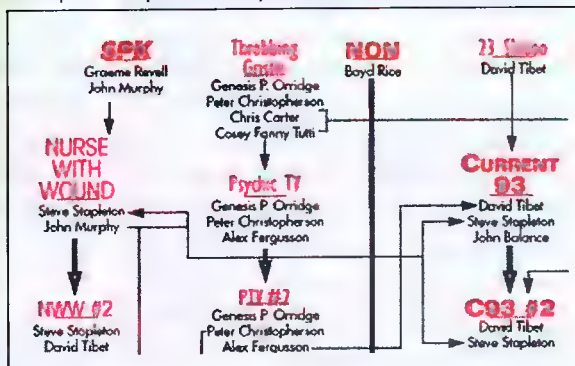 SPK
Graeme Revell
John Murphy
Throbbing
Gristle
Genesis P. Orridge
Peter Christopherson
Chris Carter
Cosey Fanny Tutti
NON
Boyd Rice
23 Skidoo
David Tibet
NURSE
WITH
WOUND
Steve Stapleton
John Murphy
Psychic TV
Genesis P. Orridge
Peter Christopherson
Alex Fergusson
CURRENT
93
David Tibet
Steve Stapleton
John Balance
NWW #2
Steve Stapleton
David Tibet
PTV #2
Genesis P. Orridge
Peter Christopherson
Alex Fergusson
C93 #2
David Tibet
Steve Stapleton